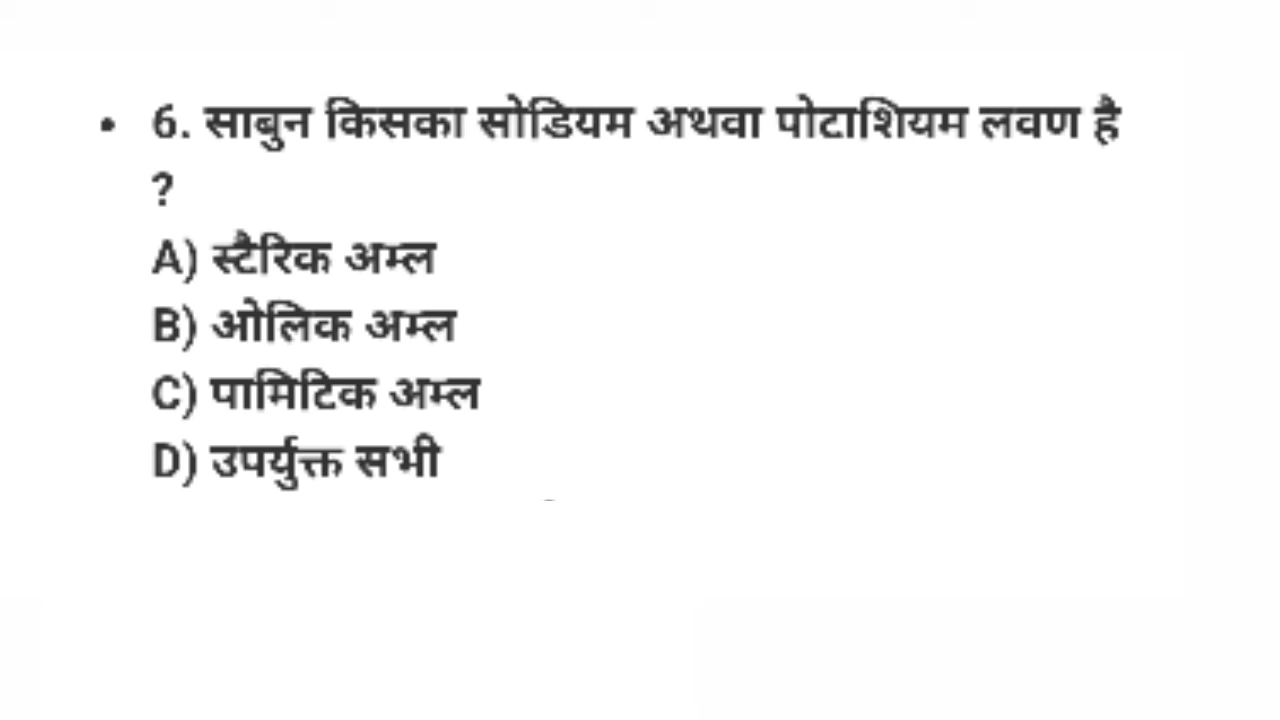 • 6. साबुन किसका सोडियम अथवा पोटाशियम लवण है
?
A) स्टैरिक अम्ल
B) ओलिक अम्ल
C) पामिटिक अम्ल
D) उपर्युक्त सभी